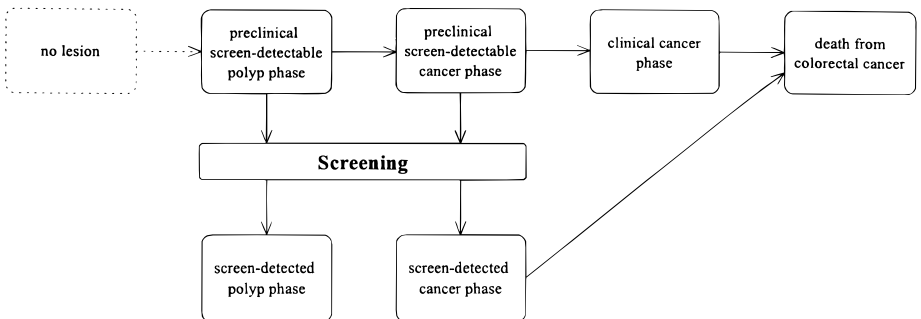 no lesion
preclinical
screen-detectable
polyp phase
preclinical
screen-detectable
cancer phase
clinical cancer
phase
death from
colorectal cancer
Screening
screen-detected
polyp phase
screen-detected
cancer phase